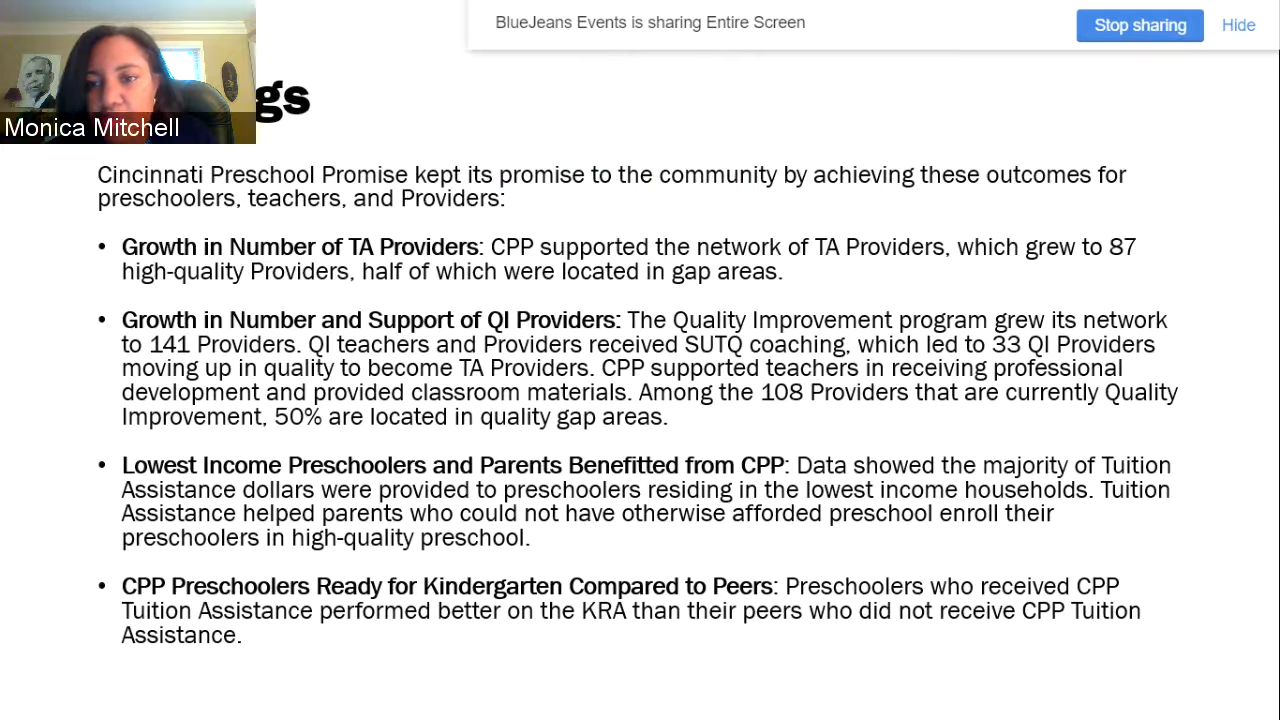 BlueJeans Events is sharing Entire Screen
Stop sharing
Hide
gs
Monica Mitchell
Cincinnati Preschool Promise kept its promise to the community by achieving these outcomes for
preschoolers, teachers, and Providers:
• Growth in Number of TA Providers: CPP supported the network of TA Providers, which grew to 87
high-quality Providers, half of which were located in gap areas.
• Growth in Number and Support of QI Providers: The Quality Improvement program grew its network
to 141 Providers. QI teachers and Providers received SUTQ coaching, which led to 33 QI Providers
moving up in quality to become TA Providers. CPP supported teachers in receiving professional
development and provided classroom materials. Among the 108 Providers that are currently Quality
Improvement, 50% are located in quality gap areas.
• Lowest Income Preschoolers and Parents Benefitted from CPP: Data showed the majority of Tuition
Assistance dollars were provided to preschoolers residing in the lowest income households. Tuition
Assistance helped parents who could not have otherwise afforded preschool enroll their
preschoolers in high-quality preschool.
• CPP Preschoolers Ready for Kindergarten Compared to Peers: Preschoolers who received CPP
Tuition Assistance performed better on the KRA than their peers who did not receive CPP Tuition
Assistance.